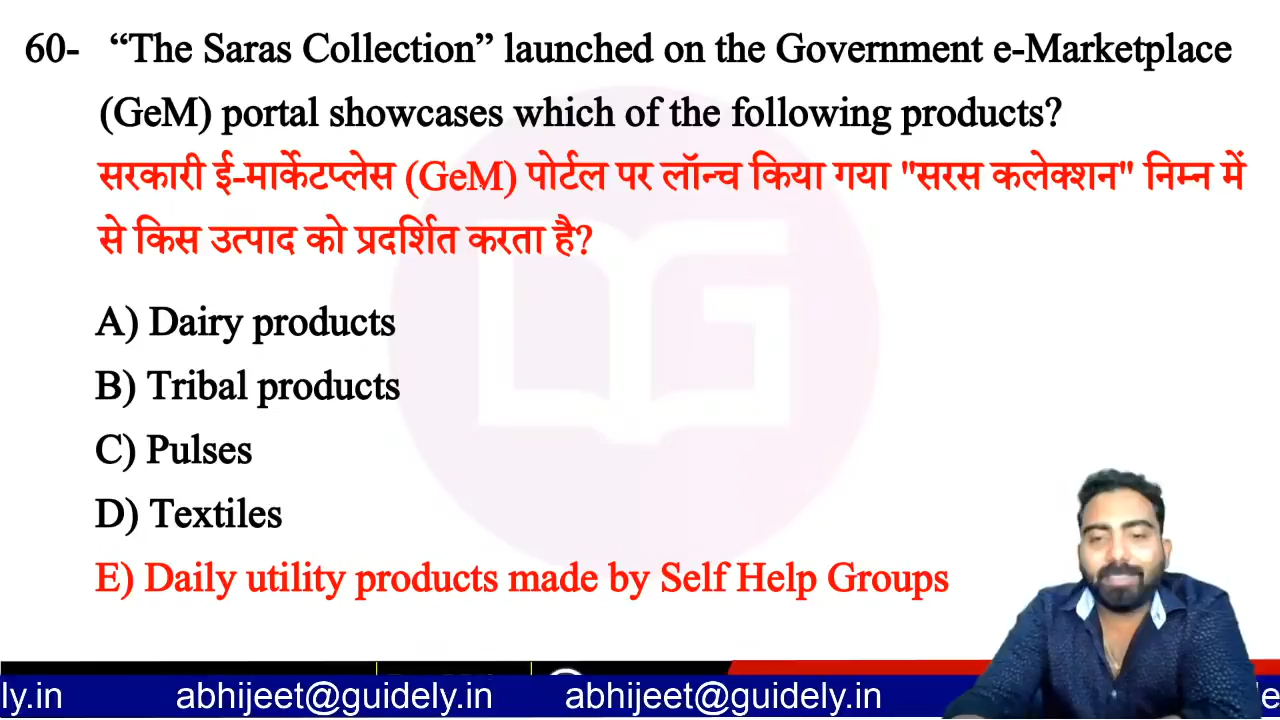 60- “The Saras Collection” launched on the Government e-Marketplace
(GeM) portal showcases which of the following products?
सरकारी ई-मार्केटप्लेस (GeM) पोर्टल पर लॉन्च किया गया "सरस कलेक्शन" निम्न में
से किस उत्पाद को प्रदर्शित करता है?
A) Dairy products
B) Tribal products
C) Pulses
D) Textiles
E) Daily utility products made by Self Help Groups
ly.in abhijeet@guidely.in abhijeet@guidely.in